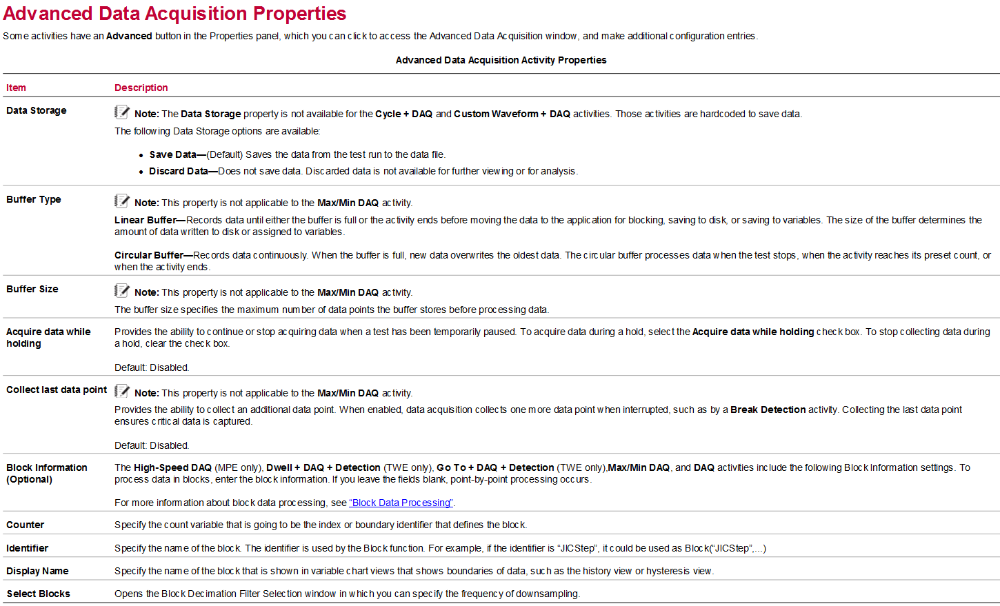 Advanced Data Acquisition Properties
Some activities have an Advanced button in the Properties panel, which you can click to access the Advanced Data Acquisition window, and make additional configuration entries.
Advanced Data Acquisition Activity Properties
Item Description
Data Storage Note: The Data Storage property is not available for the Cycle + DAQ and Custom Waveform + DAQ activities. Those activities are hardcoded to save data.
The following Data Storage options are available:
• Save Data—(Default) Saves the data from the test run to the data file.
• Discard Data—Does not save data. Discarded data is not available for further viewing or for analysis.
Buffer Type Note: This property is not applicable to the Max/Min DAQ activity.
Linear Buffer—Records data until either the buffer is full or the activity ends before moving the data to the application for blocking, saving to disk, or saving to variables. The size of the buffer determines the
amount of data written to disk or assigned to variables.
Circular Buffer—Records data continuously. When the buffer is full, new data overwrites the oldest data. The circular buffer processes data when the test stops, when the activity reaches its preset count, or
when the activity ends.
Buffer Size Note: This property is not applicable to the Max/Min DAQ activity.
The buffer size specifies the maximum number of data points the buffer stores before processing data.
Acquire data while Provides the ability to continue or stop acquiring data when a test has been temporarily paused. To acquire data during a hold, select the Acquire data while holding check box. To stop collecting data during
holding a hold, clear the check box.
Default: Disabled.
Collect last data point Note: This property is not applicable to the Max/Min DAQ activity.
Provides the ability to collect an additional data point. When enabled, data acquisition collects one more data point when interrupted, such as by a Break Detection activity. Collecting the last data point
ensures critical data is captured.
Default: Disabled.
Block Information The High-Speed DAQ (MPE only), Dwell + DAQ + Detection (TWE only), Go To + DAQ + Detection (TWE only),Max/Min DAQ, and DAQ activities include the following Block Information settings. To
(Optional) process data in blocks, enter the block information. If you leave the fields blank, point-by-point processing occurs.
For more information about block data processing, see “Block Data Processing”.
Counter Specify the count variable that is going to be the index or boundary identifier that defines the block.
Identifier Specify the name of the block. The identifier is used by the Block function. For example, if the identifier is “JICStep”, it could be used as Block(“JICStep”,...)
Display Name Specify the name of the block that is shown in variable chart views that shows boundaries of data, such as the history view or hysteresis view.
Select Blocks Opens the Block Decimation Filter Selection window in which you can specify the frequency of downsampling.